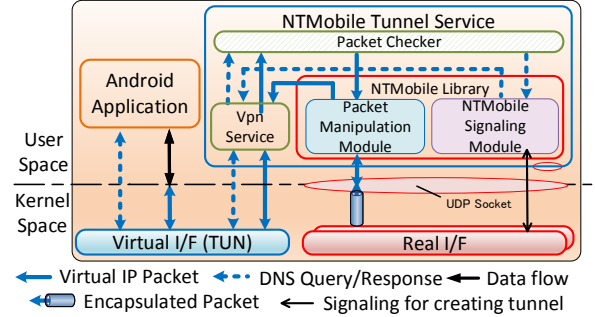 NTMobile Tunnel Service
Packet Checker
Android
Application
NTMobile Library
Vpn
Service
Packet
Manipulation
Module
NTMobile
Signaling
Module
User
Space
Kernel
Space
UDP Socket
Virtual I/F (TUN)
Real I/F
Virtual IP Packet
DNS Query/Response
Data flow
Encapsulated Packet
Signaling for creating tunnel